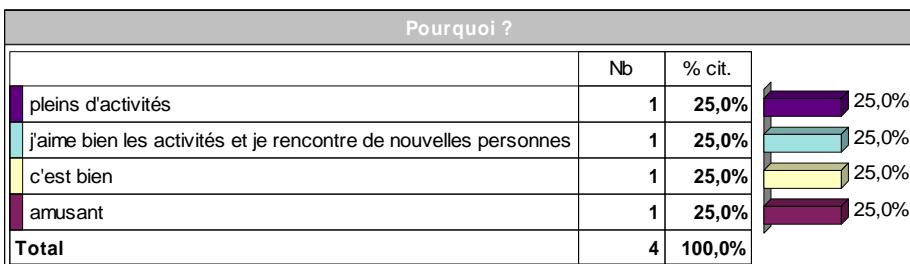 Pourquoi ?
Nb % cit.
pleins d'activités 1 25,0% 25,0%
j'aime bien les activités et je rencontre de nouvelles personnes 1 25,0% 25,0%
c'est bien 1 25,0% 25,0%
amusant 1 25,0% 25,0%
Total 4 100,0%